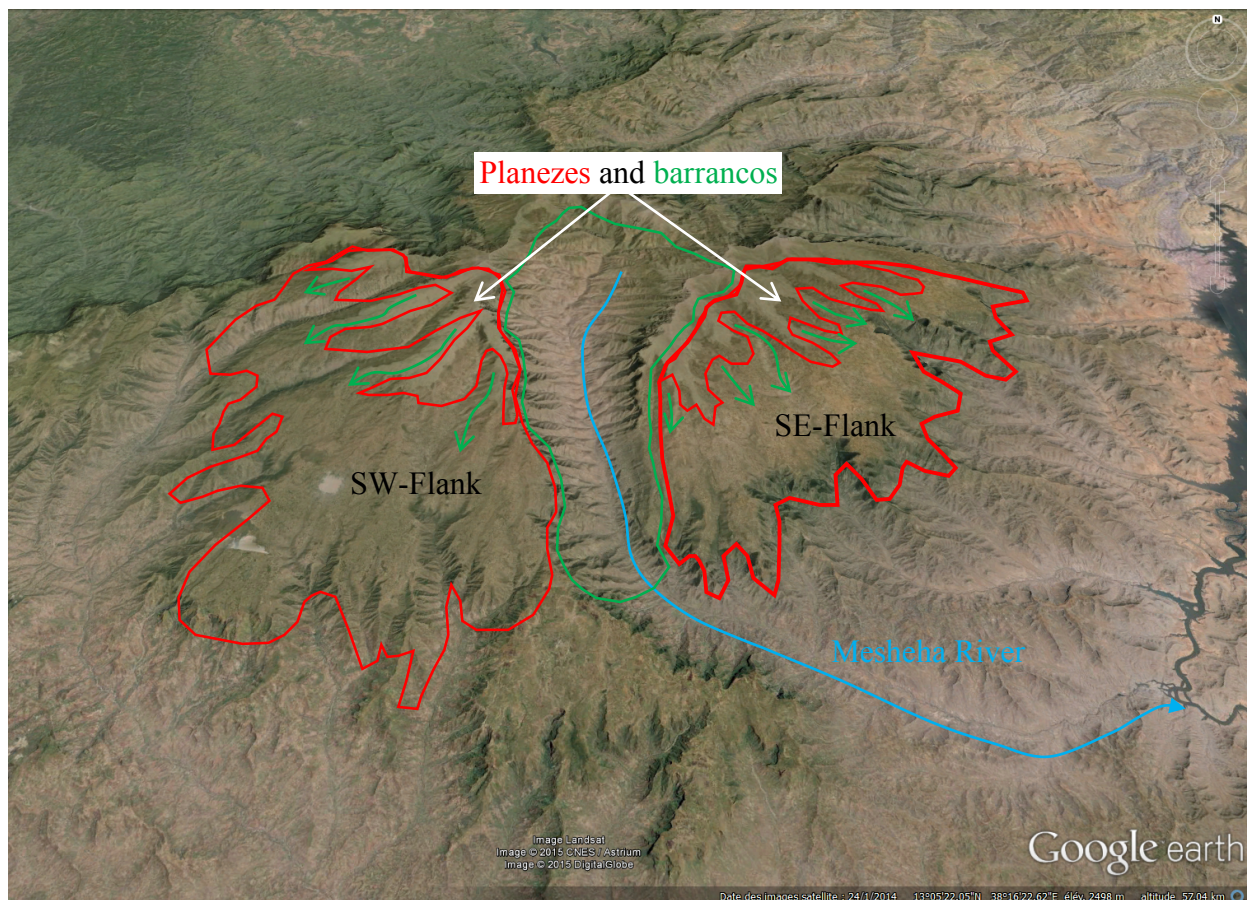 N
Planezes and barrancos
SE-Flank
SW-Flank
Mesheha River
Image Landsat
Image © 2015 CNES / Astrium
Image © 2015 DigitalGlobe
Google earth
Date des images satellite : 24/1/2014 13°05'22.05"N 38°16'22.62"E élév. 2498 m altitude 57.04 km